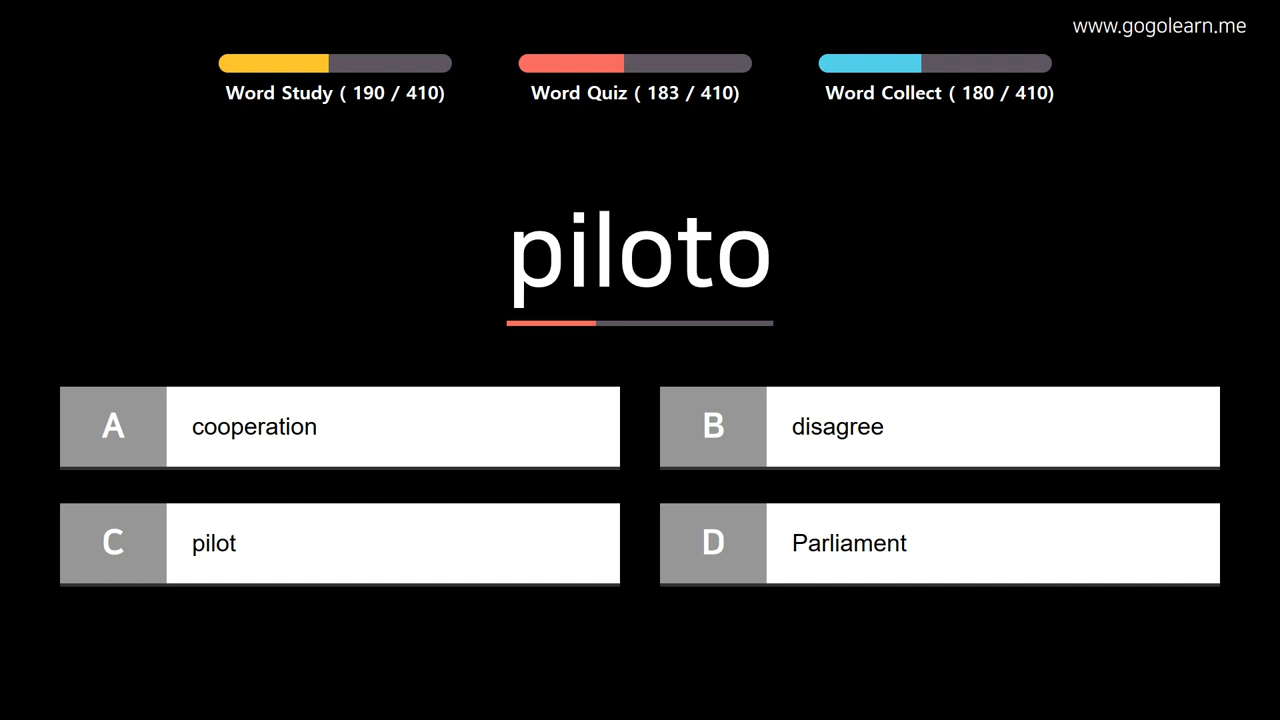 www.gogolearn.me
Word Study ( 190 / 410)
Word Quiz ( 183 / 410)
Word Collect ( 180 / 410)
piloto
A cooperation
B disagree
C pilot
D Parliament